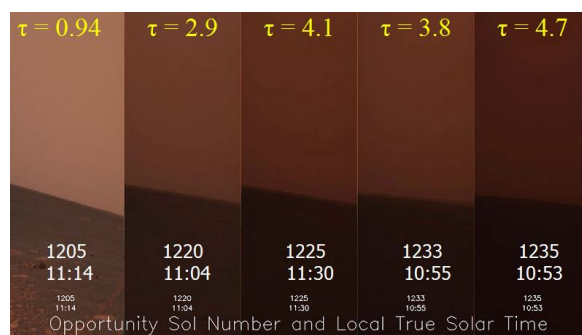 τ = 0.94 τ = 2.9 τ = 4.1 τ = 3.8 τ = 4.7
1205 1220 1225 1233 1235
11:14 11:04 11:30 10:55 10:53
1205 1220 1225 1233 1235
11:14 11:04 11:30 10:55 10:53
Opportunity Sol Number and Local True Solar Time